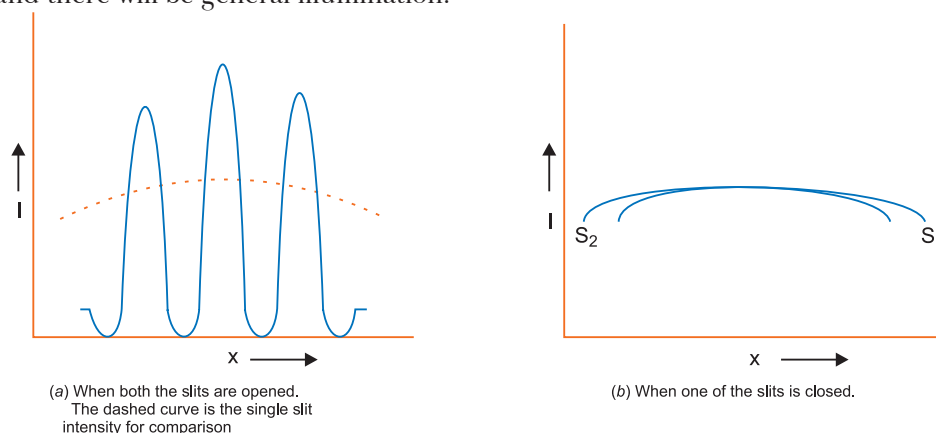 and there will be general illumination.
I
x
(a) When both the slits are opened.
The dashed curve is the single slit
intensity for comparison
I
S₂
S
x
(b) When one of the slits is closed.